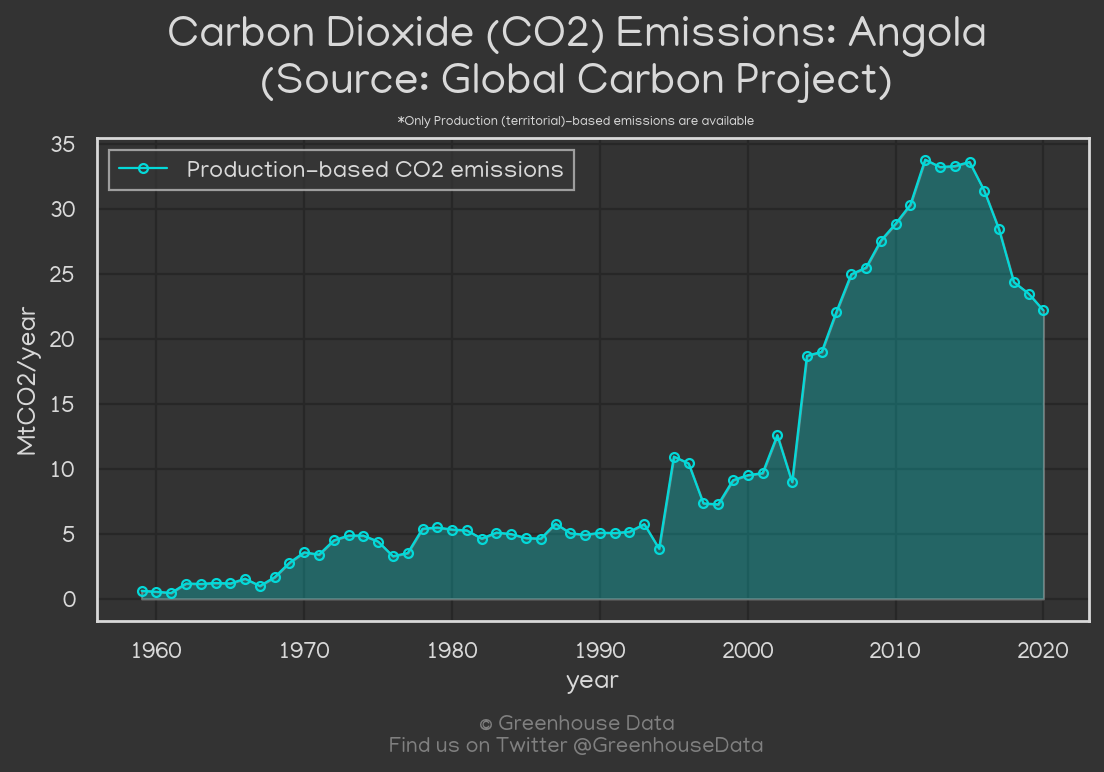 Carbon Dioxide (CO2) Emissions: Angola
(Source: Global Carbon Project)
*Only Production (territorial)-based emissions are available
Production-based CO2 emissions
MtCO2/year
35
30
25
20
15
10
5
0
1960 1970 1980 1990 2000 2010 2020
year
© Greenhouse Data
Find us on Twitter @GreenhouseData